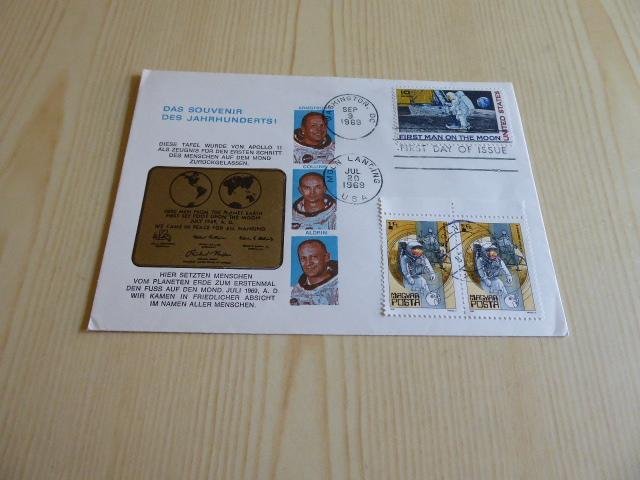 DAS SOUVENIR
DES JAHRHUNDERTS!
DIESE TAFEL WURDE VON APOLLO 11
ALS ZEUGNIS FÜR DEN ERSTEN SCHRITT
DES MENSCHEN AUF DEM MOND
ZURÜCKGELASSEN.
HERE MEN FROM THE PLANET EARTH
FIRST SET FOOT UPON THE MOON
JULY 1969, A. D.
WE CAME IN PEACE FOR ALL MANKIND
HIER SETZTEN MENSCHEN
VOM PLANETEN ERDE ZUM ERSTENMAL
DEN FUSS AUF DEN MOND. JULI 1969, A. D
WIR KAMEN IN FRIEDLICHER ABSICHT
IM NAMEN ALLER MENSCHEN.
ARMSTRONG
COLLINS
ALDRIN
WASHINGTON, DC
SEP
9
1969
MOON LANDING
JUL
20
1969
USA
10
UNITED STATES
FIRST MAN ON THE MOON
FIRST DAY OF ISSUE
MAGYAR
POSTA
MAGYAR
POSTA